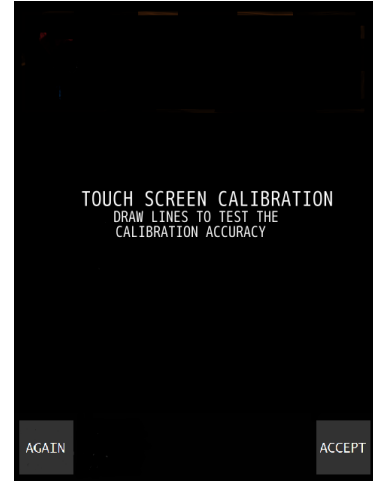 TOUCH SCREEN CALIBRATION
DRAW LINES TO TEST THE
CALIBRATION ACCURACY
AGAIN
ACCEPT